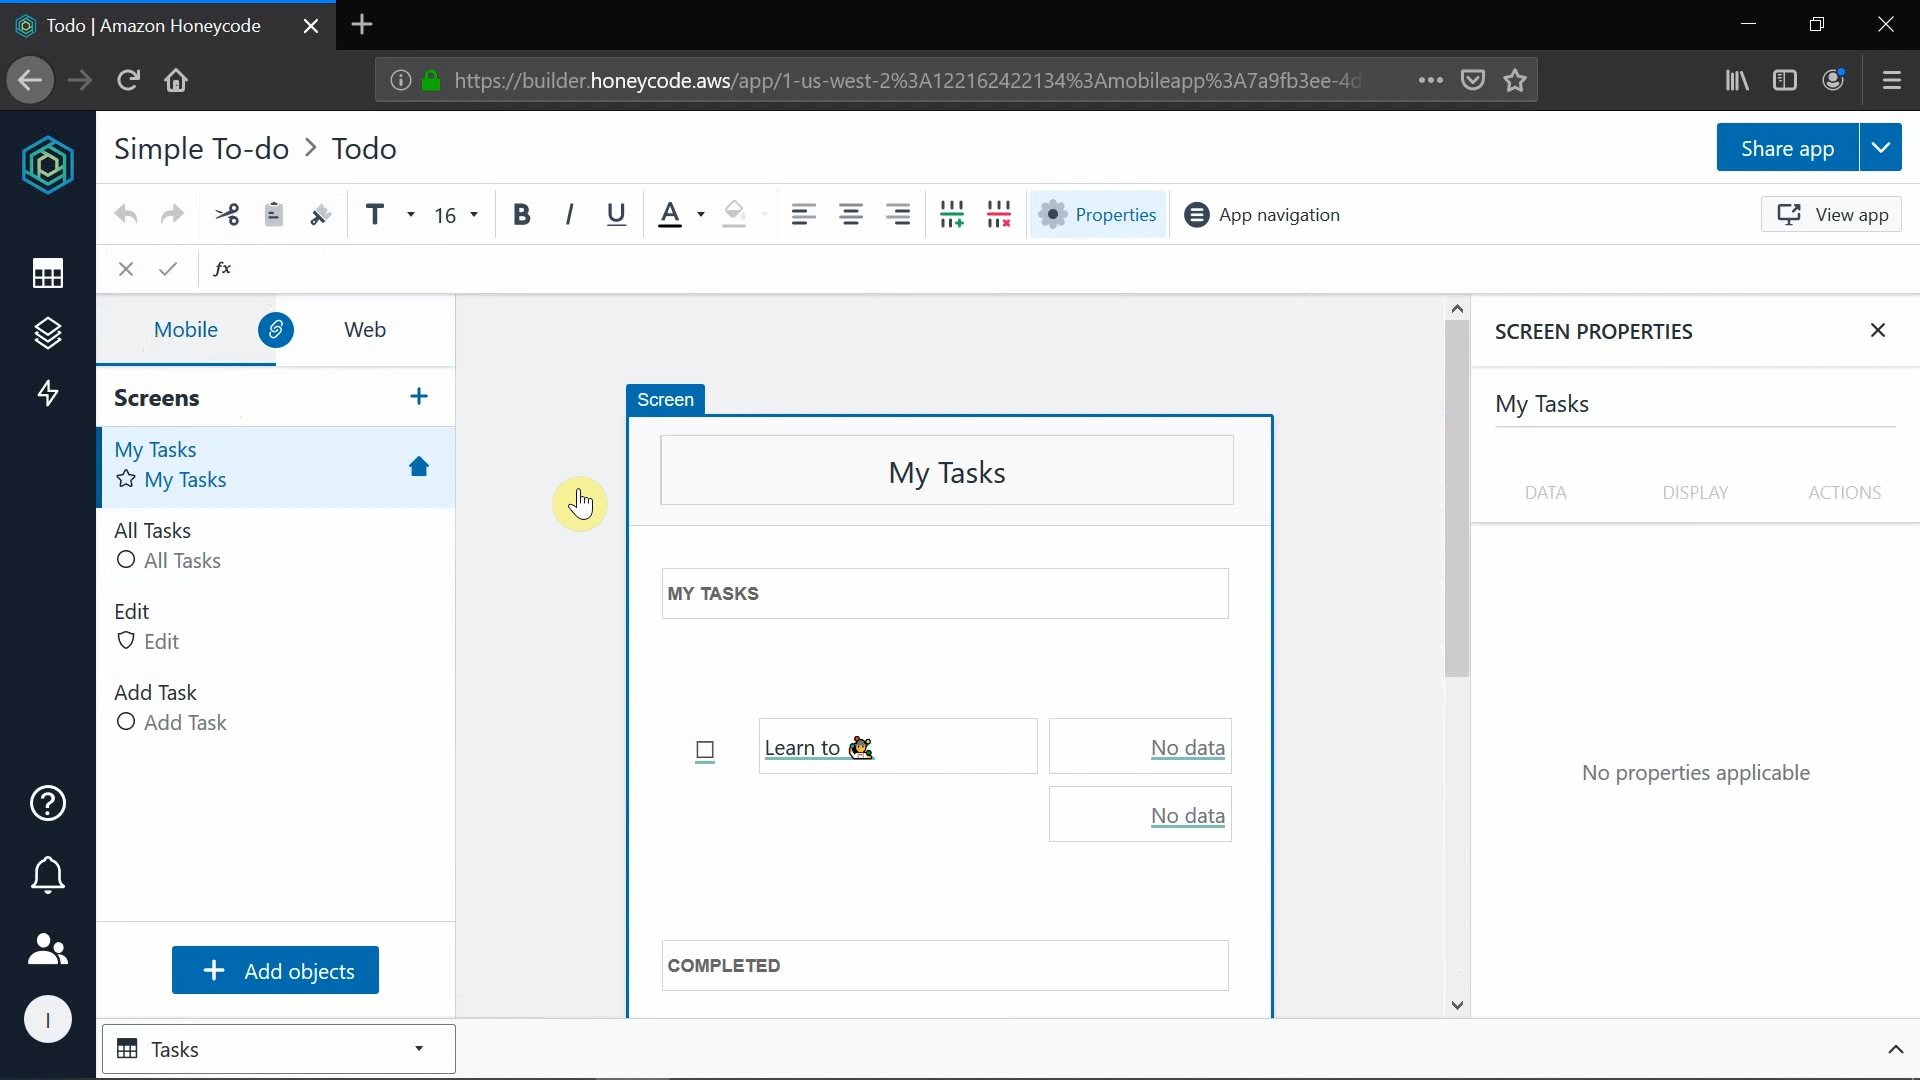 Todo | Amazon Honeycode
https://builder.honeycode.aws/app/1-us-west-2%3A122162422134%3Amobileapp%3A7a9fb3ee-4d
Simple To-do > Todo
Share app
T 16 B I U A Properties App navigation View app
fx
Mobile Web
SCREEN PROPERTIES
Screens
Screen
My Tasks
My Tasks
My Tasks
My Tasks
DATA DISPLAY ACTIONS
All Tasks
All Tasks
MY TASKS
Edit
Edit
Add Task
Add Task
Learn to No data
No data
No properties applicable
COMPLETED
Add objects
I
Tasks